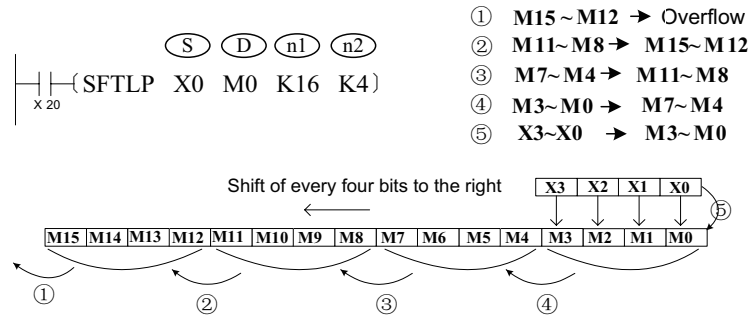 S D n1 n2
SFTLP X0 M0 K16 K4
X 20
① M15~M12 → Overflow
② M11~M8 → M15~M12
③ M7~M4 → M11~M8
④ M3~M0 → M7~M4
⑤ X3~X0 → M3~M0
Shift of every four bits to the right
X3 X2 X1 X0
⑤
M15 M14 M13 M12 M11 M10 M9 M8 M7 M6 M5 M4 M3 M2 M1 M0
① ② ③ ④